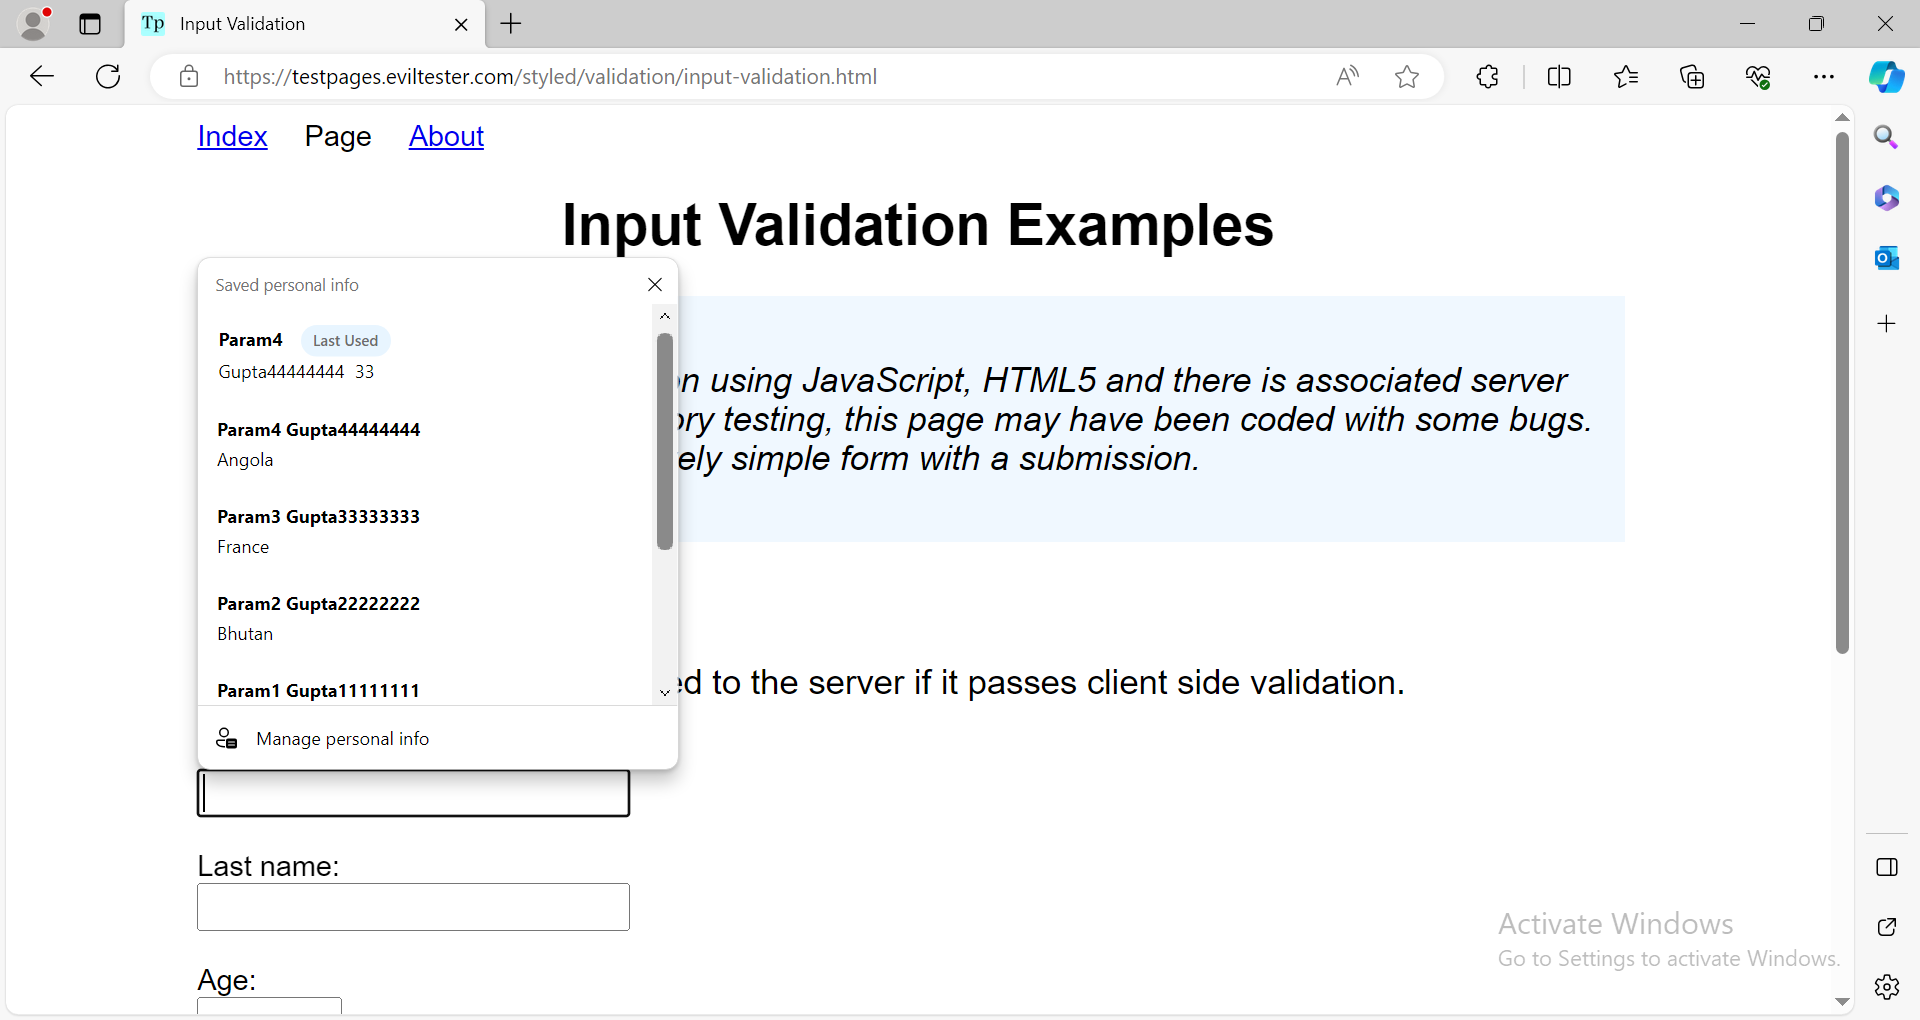 Tp Input Validation
https://testpages.eviltester.com/styled/validation/input-validation.html
Index Page About
Input Validation Examples
Saved personal info
Param4 Last Used
Gupta44444444 33
Param4 Gupta44444444
Angola
Param3 Gupta33333333
France
Param2 Gupta22222222
Bhutan
Param1 Gupta11111111
Manage personal info
n using JavaScript, HTML5 and there is associated server
ry testing, this page may have been coded with some bugs.
ely simple form with a submission.
ed to the server if it passes client side validation.
Last name:
Age:
Activate Windows
Go to Settings to activate Windows.